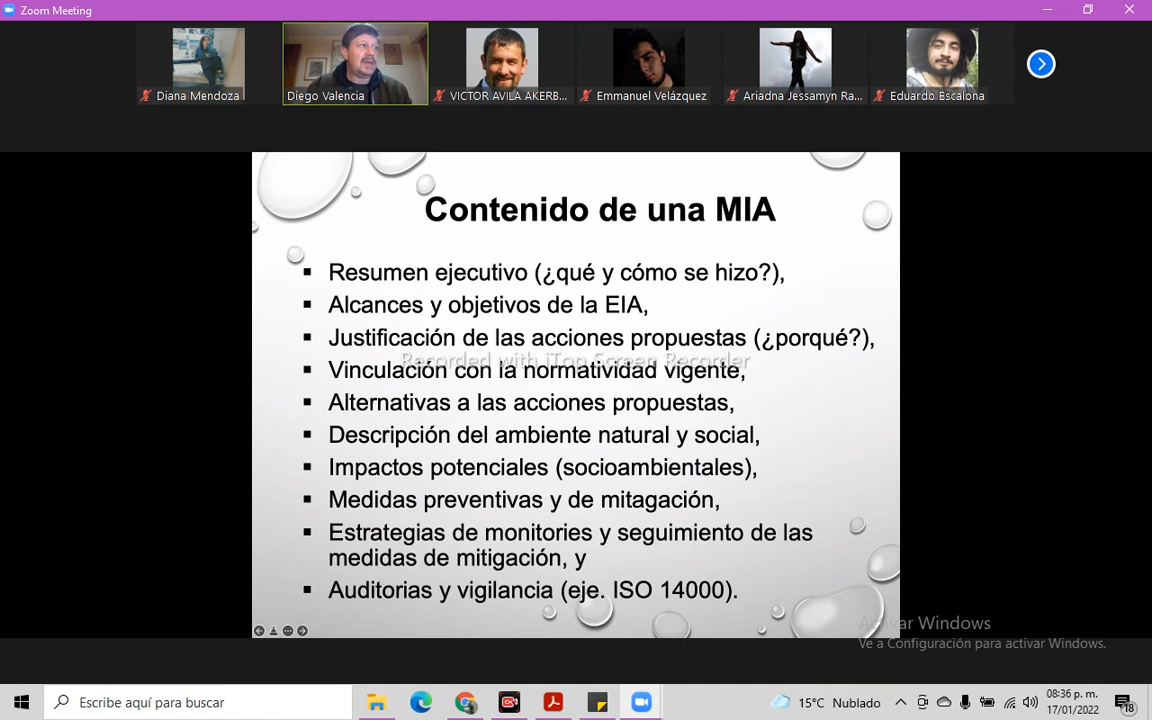 Zoom Meeting
Diana Mendoza
Diego Valencia
VICTOR AVILA AKERB...
Emmanuel Velázquez
Ariadna Jessamyn Ra...
Eduardo Escalona
Contenido de una MIA
▪ Resumen ejecutivo (¿qué y cómo se hizo?),
▪ Alcances y objetivos de la EIA,
▪ Justificación de las acciones propuestas (¿porqué?),
Recorded with iTop Screen Recorder
▪ Vinculación con la normatividad vigente,
▪ Alternativas a las acciones propuestas,
▪ Descripción del ambiente natural y social,
▪ Impactos potenciales (socioambientales),
▪ Medidas preventivas y de mitagación,
▪ Estrategias de monitories y seguimiento de las
medidas de mitigación, y
▪ Auditorias y vigilancia (eje. ISO 14000).
Activar Windows
Ve a Configuración para activar Windows.
Escribe aquí para buscar
15°C Nublado
08:36 p. m.
17/01/2022
18